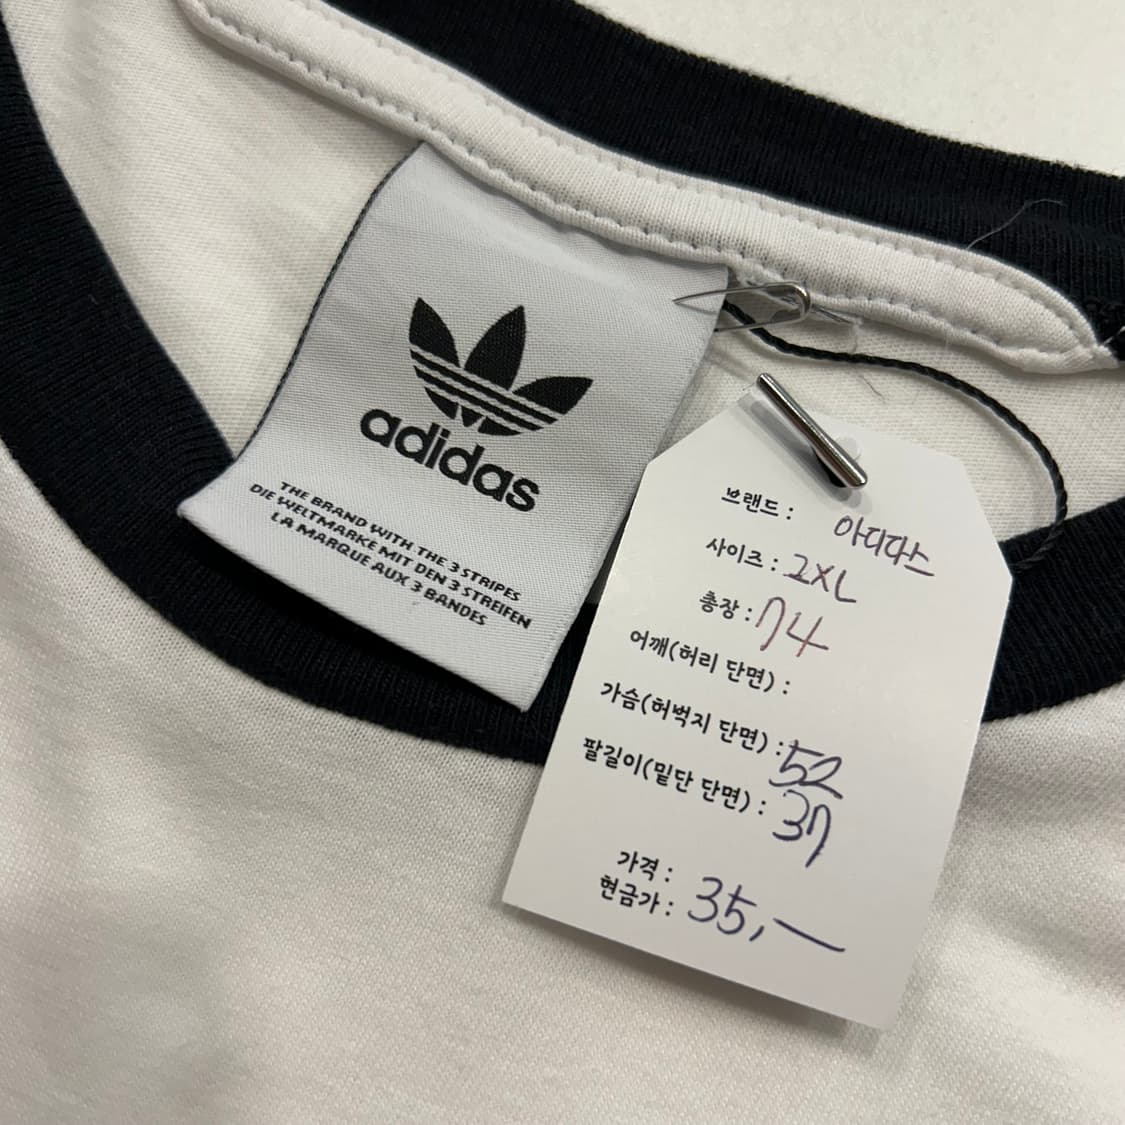 adidas
THE BRAND WITH THE 3 STRIPES
DIE WELTMARKE MIT DEN 3 STREIFEN
LA MARQUE AUX 3 BANDES
브랜드 : 아디다스
사이즈 : 2XL
총장 : 74
어깨(허리 단면) :
가슴(허벅지 단면) : 52
팔길이(밑단 단면) : 37
가격 :
현금가 : 35,—